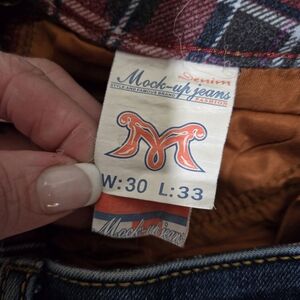 Denim
Mock-up jeans
STYLE AND FAMOUS BRAND FASHION
M
W:30 L:33
Mock-up jeans